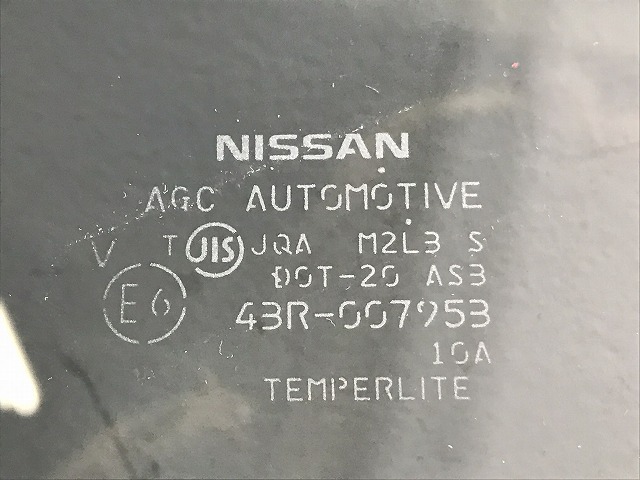 NISSAN
AGC AUTOMOTIVE
V T JIS JQA M2L3 S
DOT-20 AS3
E6 43R-007953
10A
TEMPERLITE